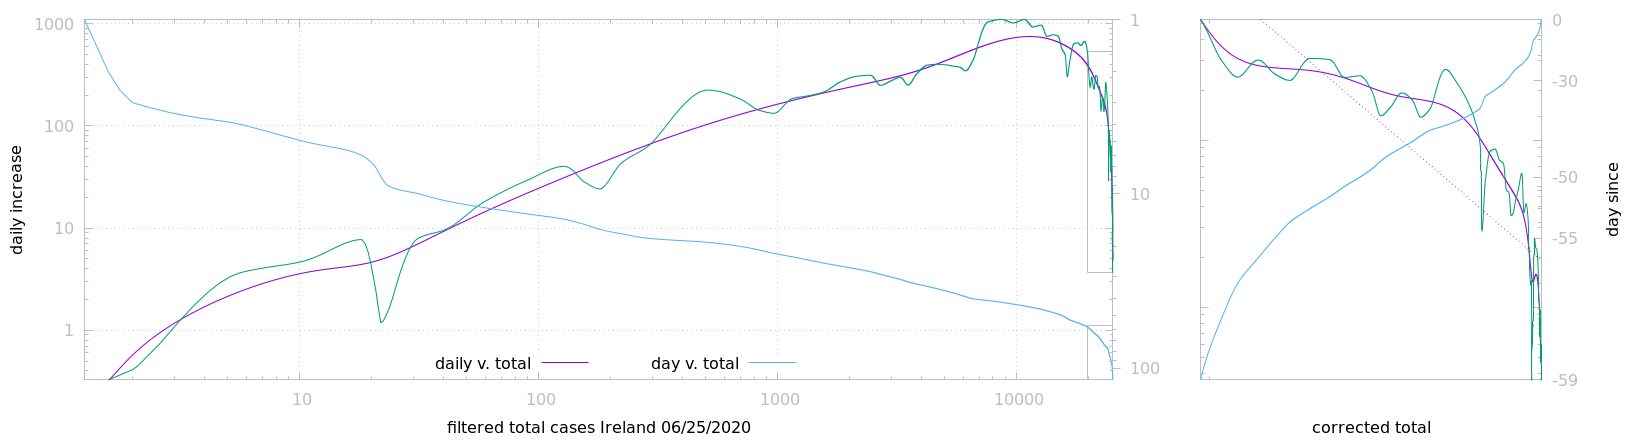 1000
100
10
1
daily increase
10
100
1000
10000
filtered total cases Ireland 06/25/2020
daily v. total
day v. total
1
10
100
0
-30
-50
-55
-59
day since
corrected total